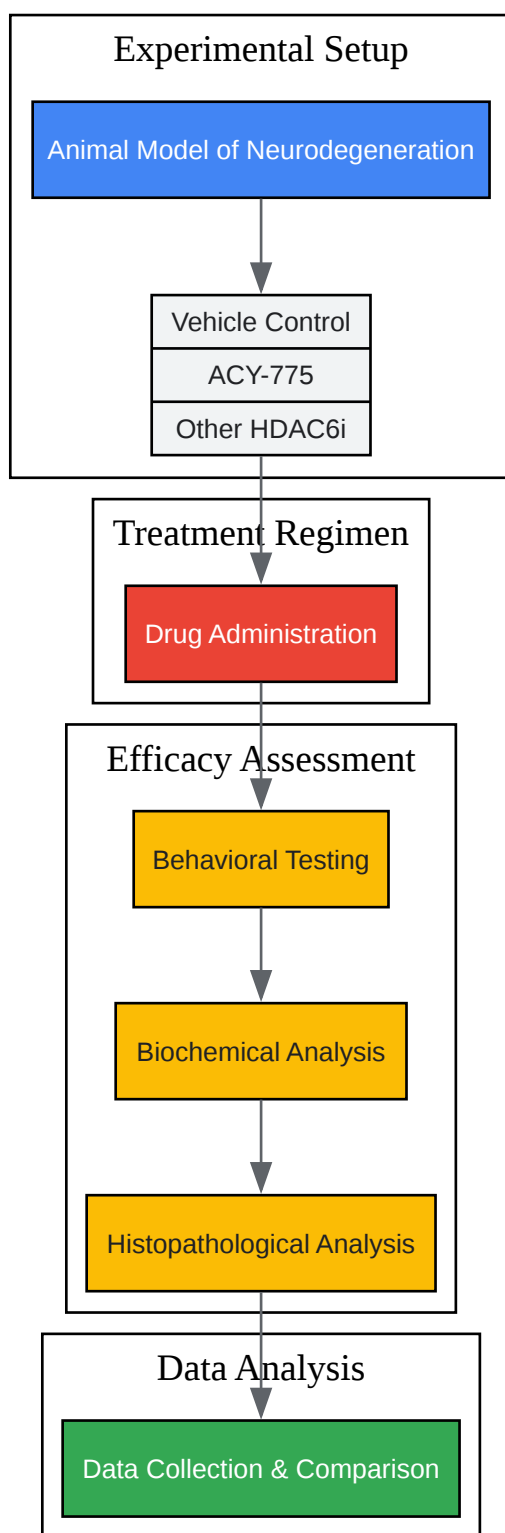 Experimental Setup
Animal Model of Neurodegeneration
Vehicle Control
ACY-775
Other HDAC6i
Treatment Regimen
Drug Administration
Efficacy Assessment
Behavioral Testing
Biochemical Analysis
Histopathological Analysis
Data Analysis
Data Collection & Comparison